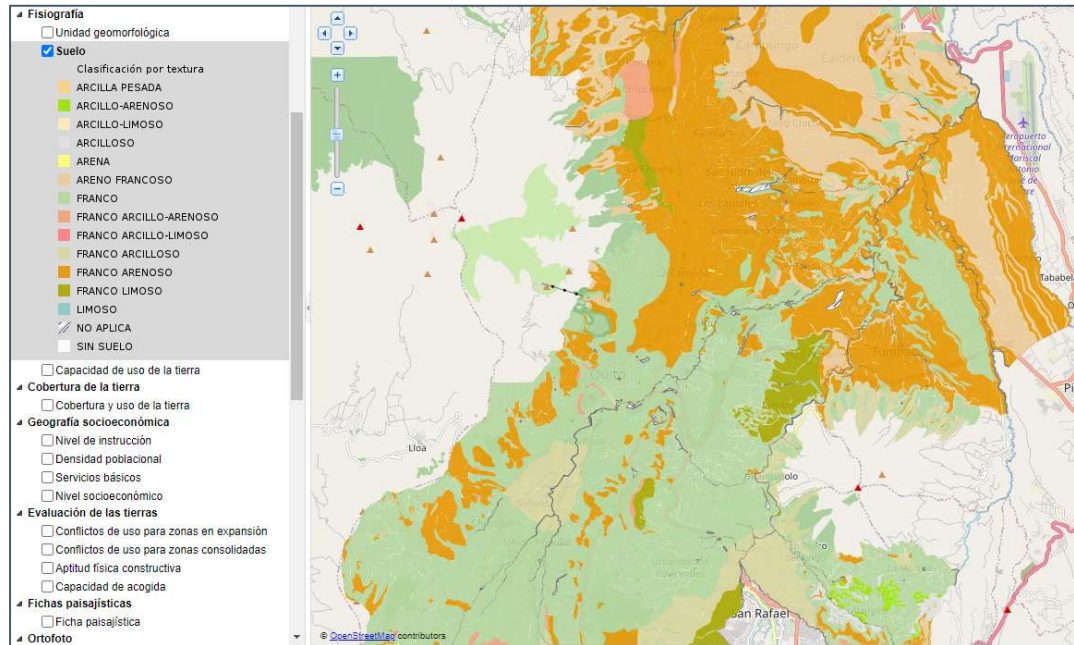 Fisiografía
Unidad geomorfológica
Suelo
Clasificación por textura
ARCILLA PESADA
ARCILLO-ARENOSO
ARCILLO-LIMOSO
ARCILLOSO
ARENA
ARENO FRANCOSO
FRANCO
FRANCO ARCILLO-ARENOSO
FRANCO ARCILLO-LIMOSO
FRANCO ARCILLOSO
FRANCO ARENOSO
FRANCO LIMOSO
LIMOSO
NO APLICA
SIN SUELO
Capacidad de uso de la tierra
Cobertura de la tierra
Cobertura y uso de la tierra
Geografía socioeconómica
Nivel de instrucción
Densidad poblacional
Servicios básicos
Nivel socioeconómico
Evaluación de las tierras
Conflictos de uso para zonas en expansión
Conflictos de uso para zonas consolidadas
Aptitud física constructiva
Capacidad de acogida
Fichas paisajísticas
Ficha paisajística
Ortofoto
Calder
Tababel
Quito
Lloa
San Rafael
© OpenStreetMap contributors